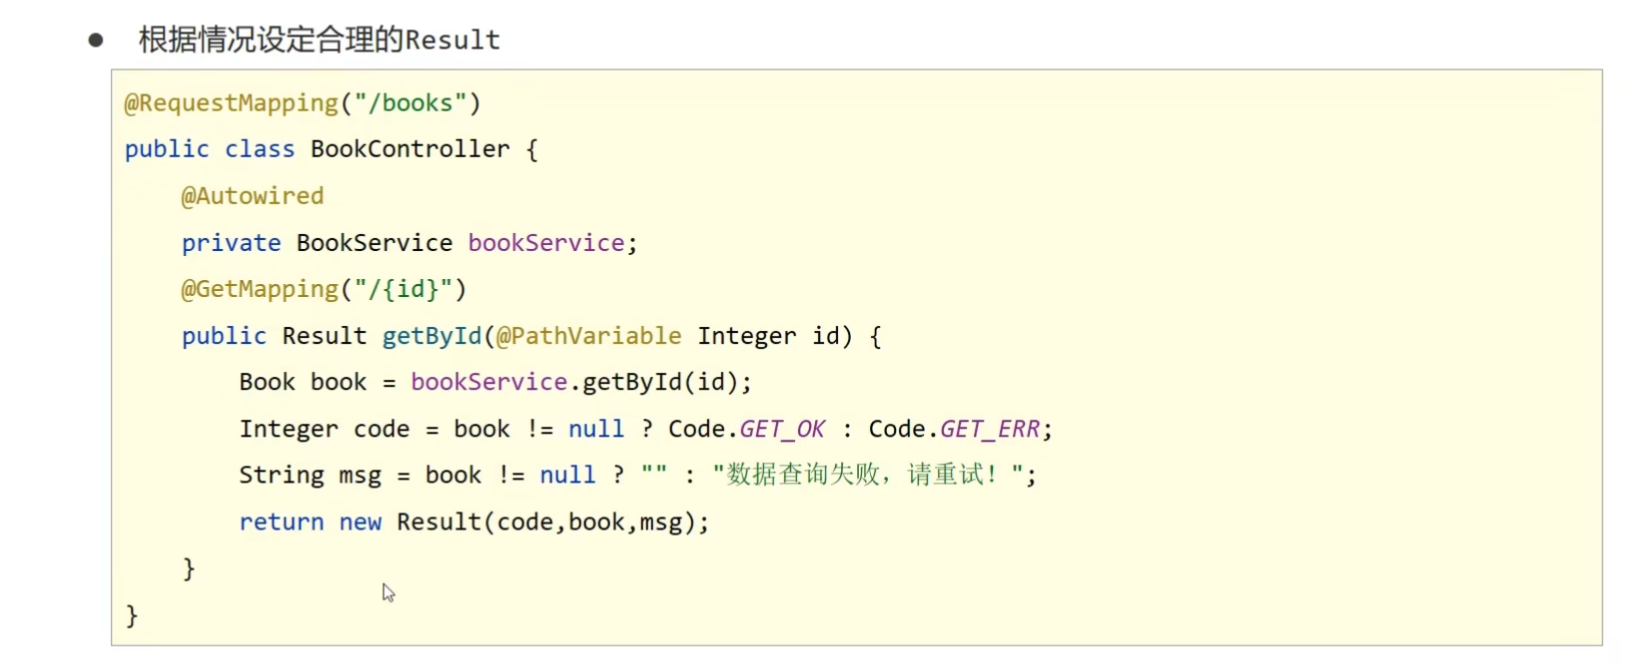 ● 根据情况设定合理的Result
@RequestMapping("/books")
public class BookController {
    @Autowired
    private BookService bookService;
    @GetMapping("/{id}")
    public Result getById(@PathVariable Integer id) {
        Book book = bookService.getById(id);
        Integer code = book != null ? Code.GET_OK : Code.GET_ERR;
        String msg = book != null ? "" : "数据查询失败，请重试！";
        return new Result(code,book,msg);
    }
}